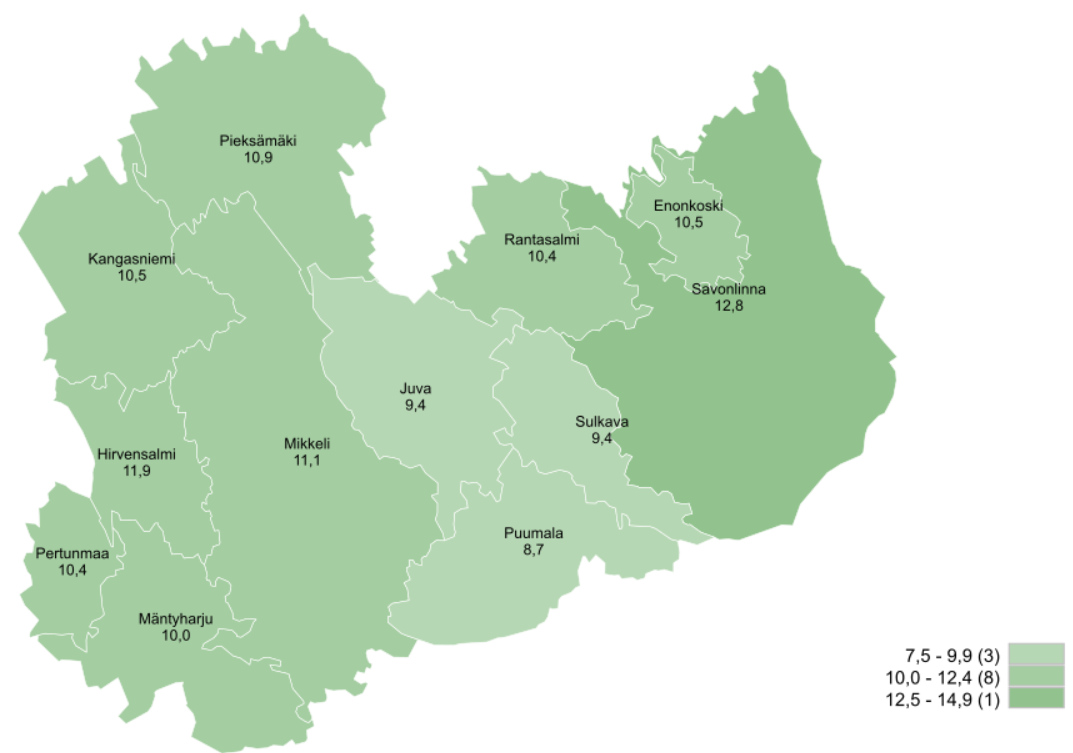 Pieksämäki
10,9
Enonkoski
10,5
Rantasalmi
10,4
Kangasniemi
10,5
Savonlinna
12,8
Juva
9,4
Sulkava
9,4
Mikkeli
11,1
Hirvensalmi
11,9
Puumala
8,7
Pertunmaa
10,4
Mäntyharju
10,0
7,5 - 9,9 (3)
10,0 - 12,4 (8)
12,5 - 14,9 (1)